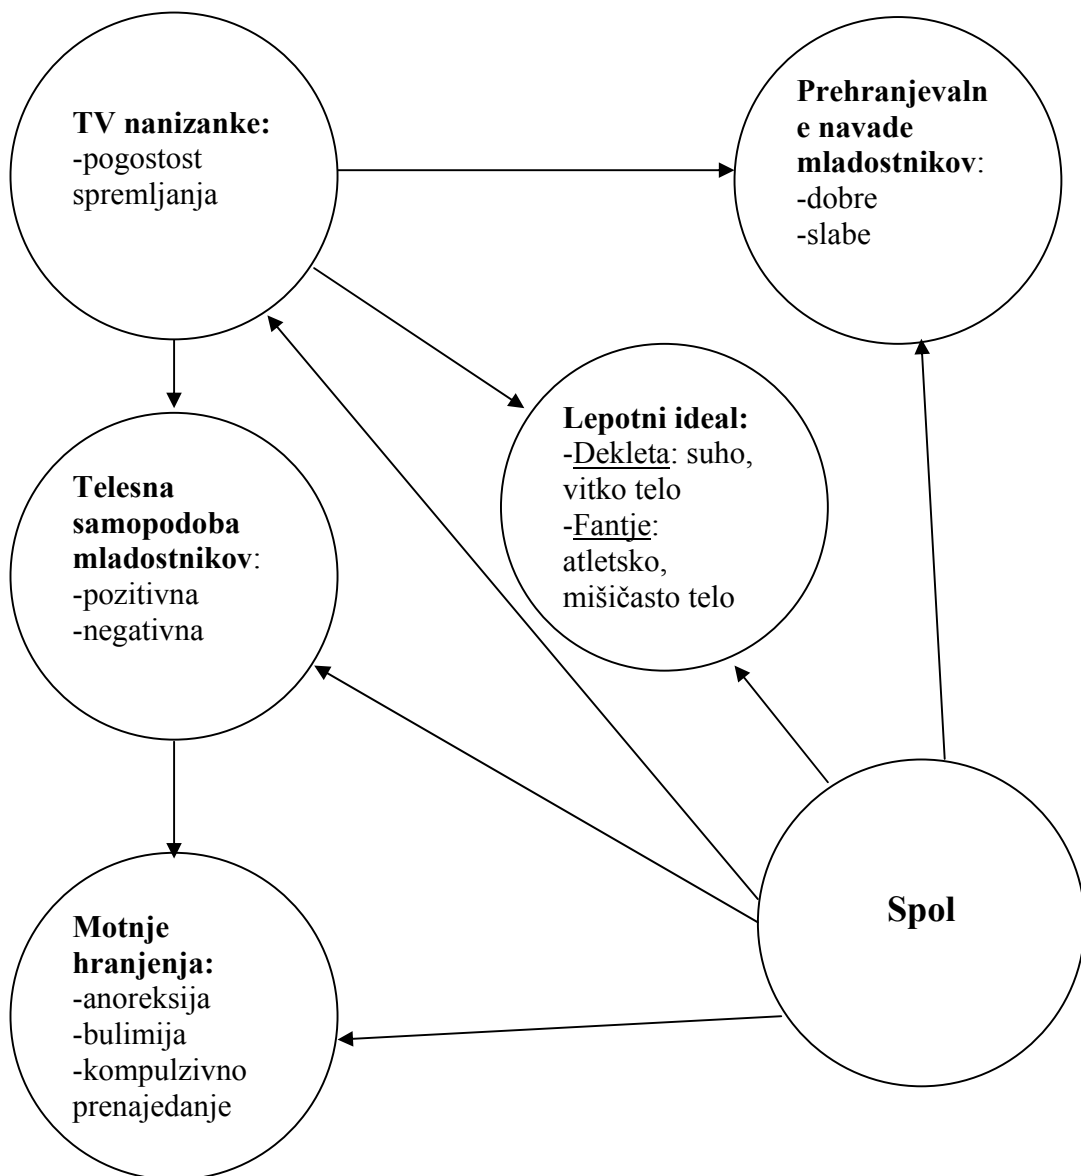 TV nanizanke:
-pogostost
spremljanja
Prehranjevaln
e navade
mladostnikov:
-dobre
-slabe
Lepotni ideal:
-Dekleta: suho,
vitko telo
-Fantje:
atletsko,
mišičasto telo
Telesna
samopodoba
mladostnikov:
-pozitivna
-negativna
Spol
Motnje
hranjenja:
-anoreksija
-bulimija
-kompulzivno
prenajedanje